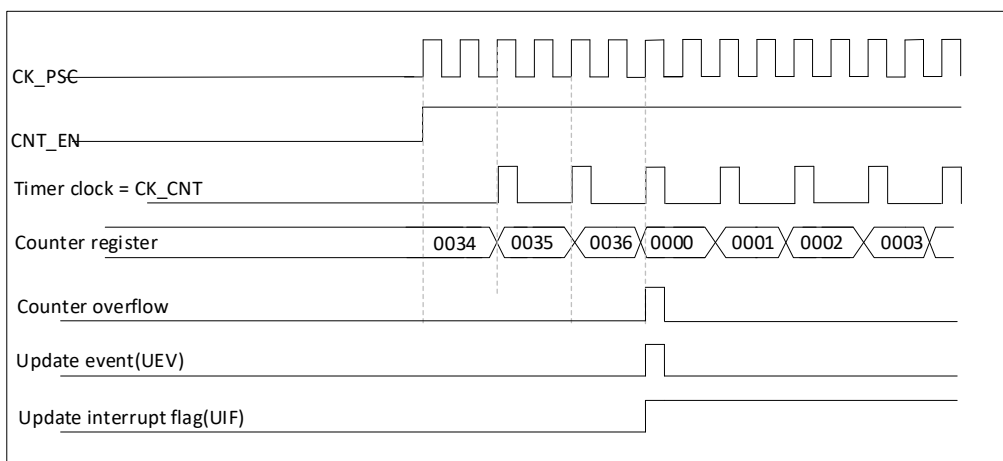 CK_PSC
CNT_EN
Timer clock = CK_CNT
Counter register
0034 0035 0036 0000 0001 0002 0003
Counter overflow
Update event(UEV)
Update interrupt flag(UIF)